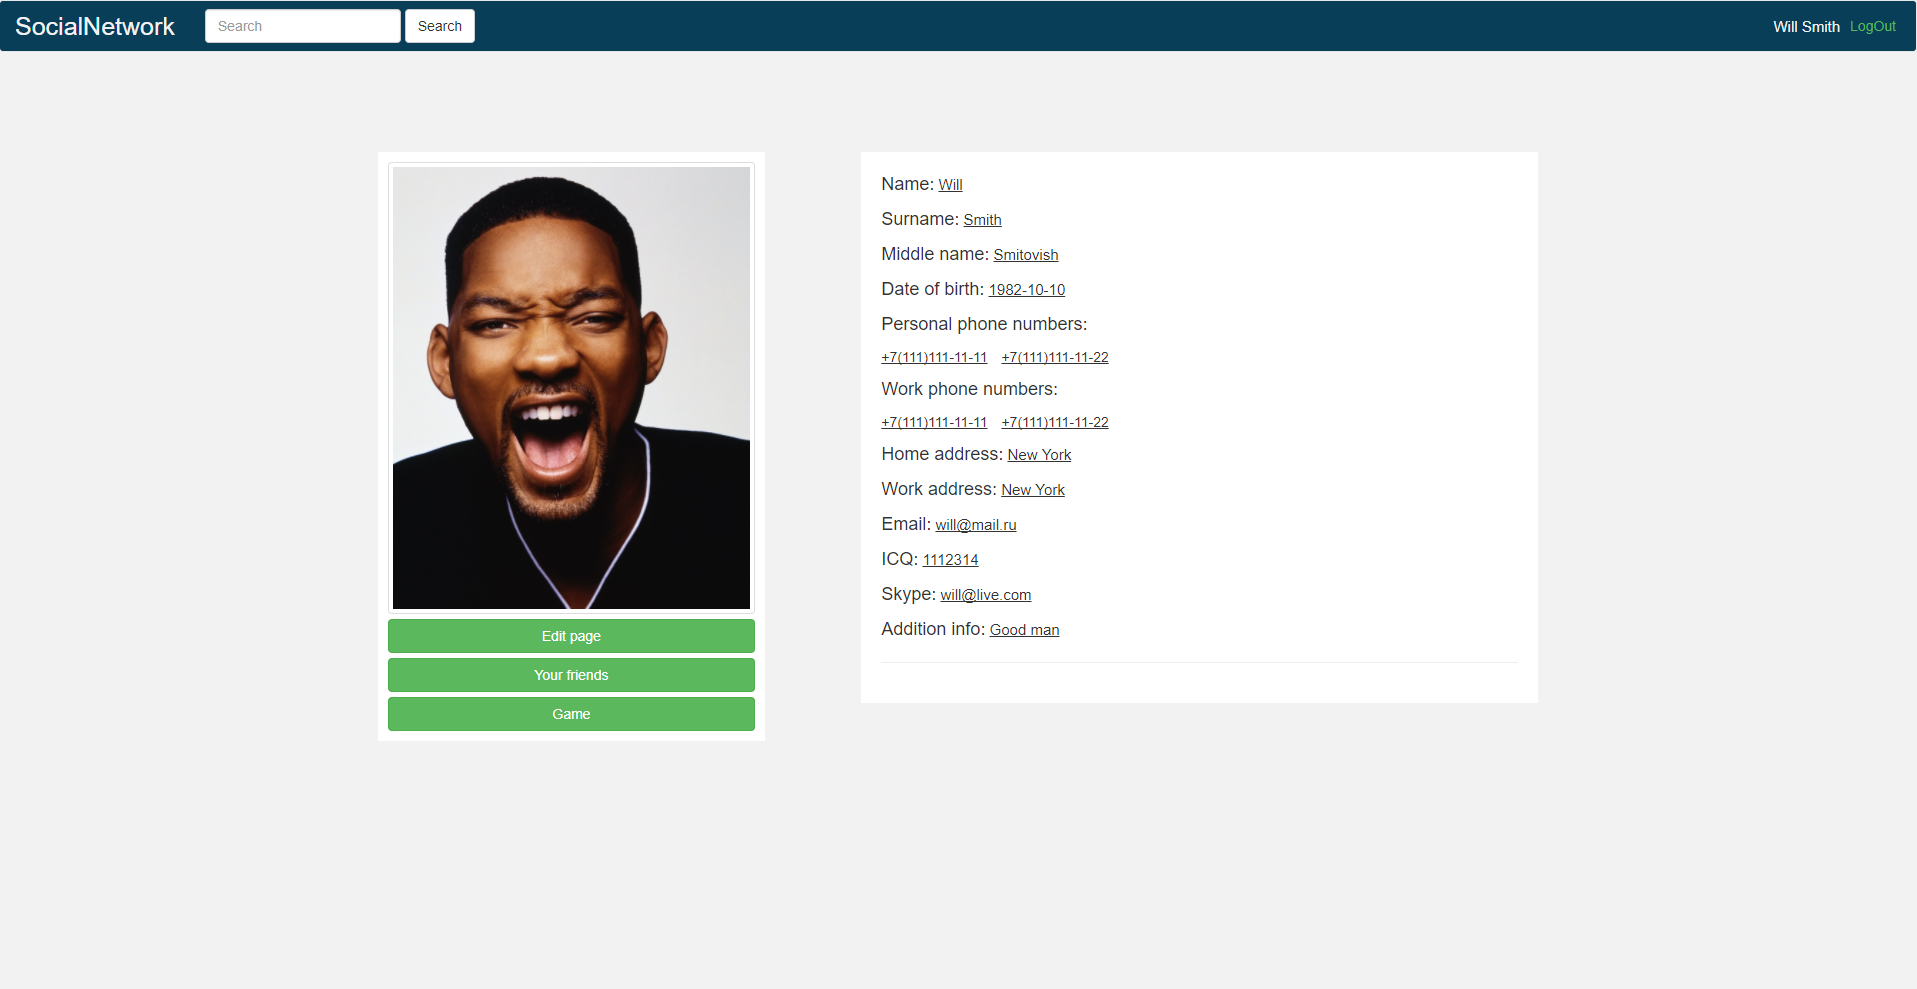 SocialNetwork Search Search Will Smith LogOut
Name: Will
Surname: Smith
Middle name: Smitovish
Date of birth: 1982-10-10
Personal phone numbers:
+7(111)111-11-11 +7(111)111-11-22
Work phone numbers:
+7(111)111-11-11 +7(111)111-11-22
Home address: New York
Work address: New York
Email: will@mail.ru
ICQ: 1112314
Skype: will@live.com
Addition info: Good man
Edit page
Your friends
Game